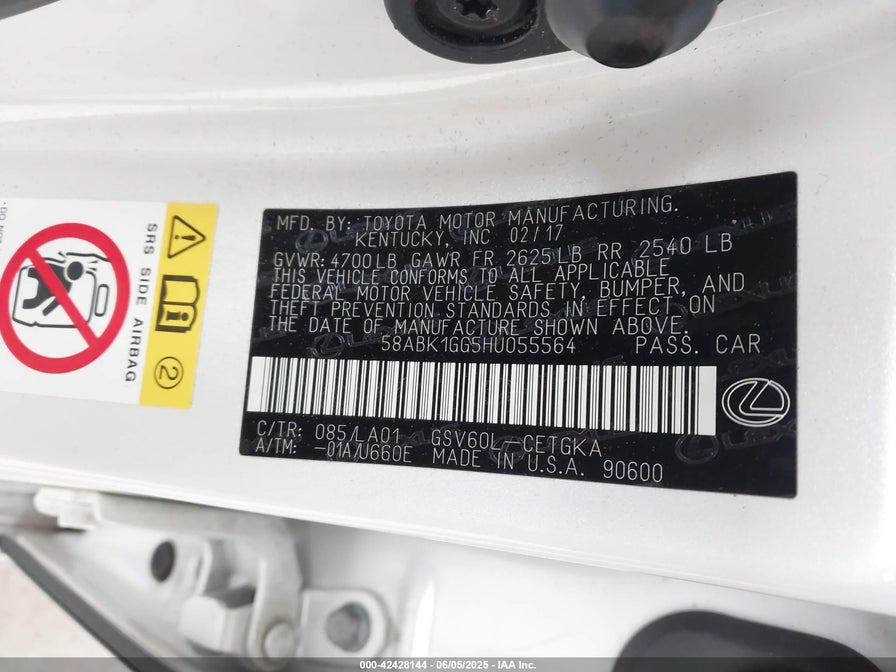 MFD. BY: TOYOTA MOTOR MANUFACTURING.
KENTUCKY, INC 02/17
GVWR: 4700LB GAWR FR 2625LB RR 2540 LB
THIS VEHICLE CONFORMS TO ALL APPLICABLE
FEDERAL MOTOR VEHICLE SAFETY, BUMPER, AND
THEFT PREVENTION STANDARDS IN EFFECT ON
THE DATE OF MANUFACTURE SHOWN ABOVE.
58ABK1GG5HU055564 PASS. CAR
C/TR: 085/LA01 GSV60L-CETGKA
A/TM: -01A/U660E MADE IN U.S.A. 90600
SRS SIDE AIRBAG
2
000-42428144 | 06/05/2025 | IAA Inc.